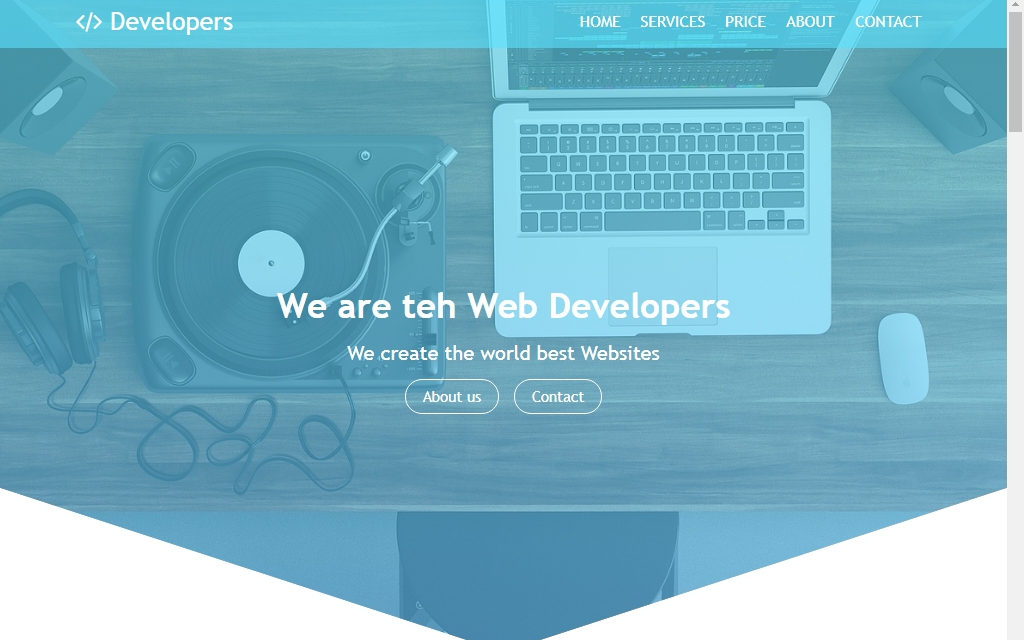 </> Developers
HOME SERVICES PRICE ABOUT CONTACT
We are teh Web Developers
We create the world best Websites
About us Contact